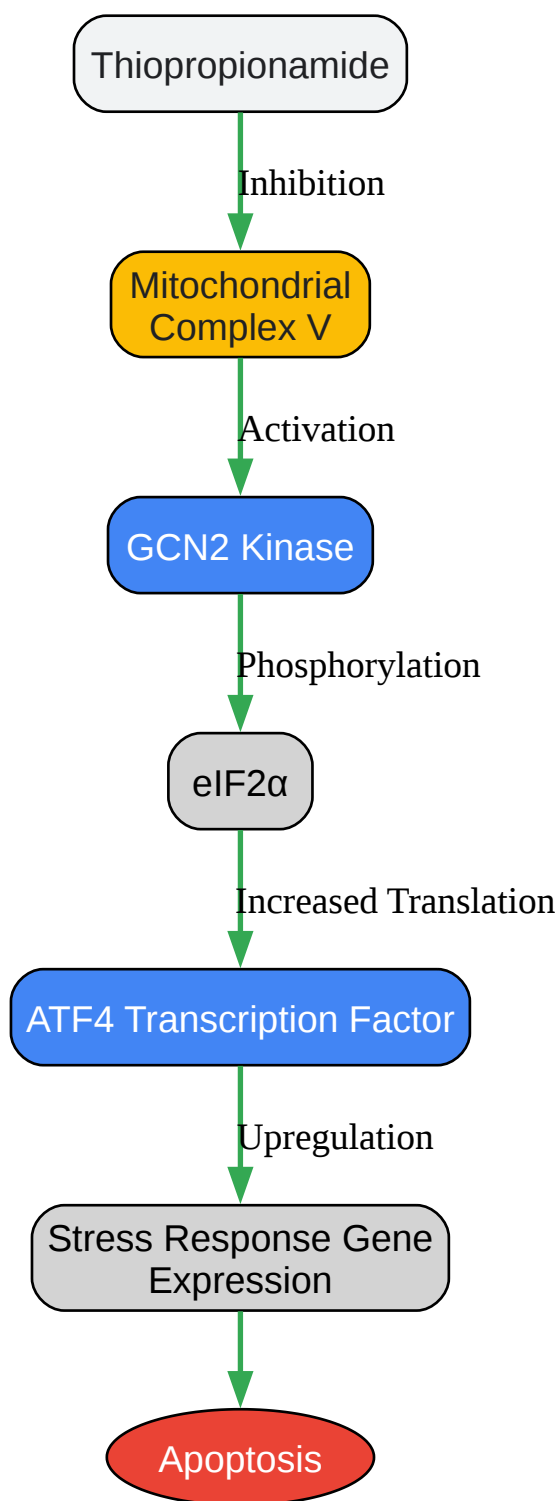 Thiopropionamide
Inhibition
Mitochondrial
Complex V
Activation
GCN2 Kinase
Phosphorylation
eIF2α
Increased Translation
ATF4 Transcription Factor
Upregulation
Stress Response Gene
Expression
Apoptosis